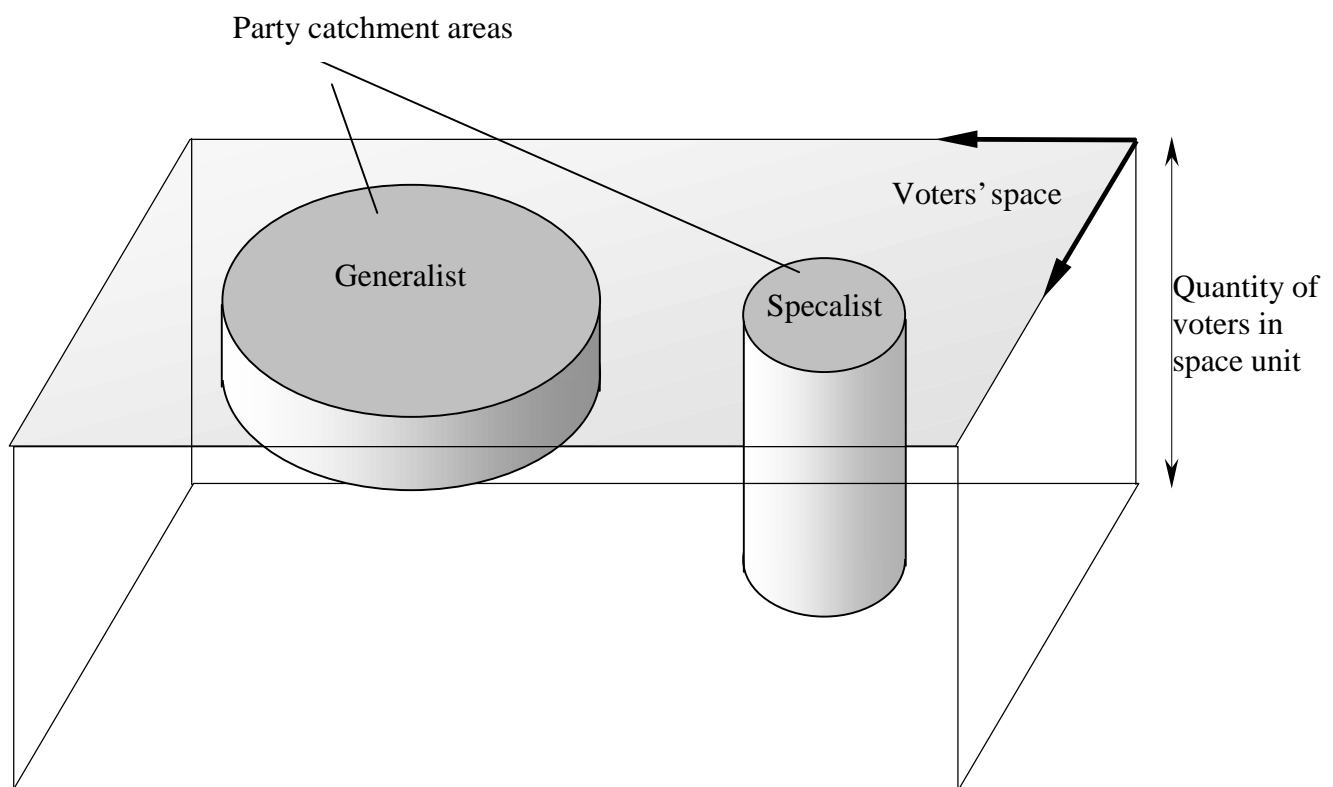 Party catchment areas
Voters’ space
Generalist
Specalist
Quantity of
voters in
space unit